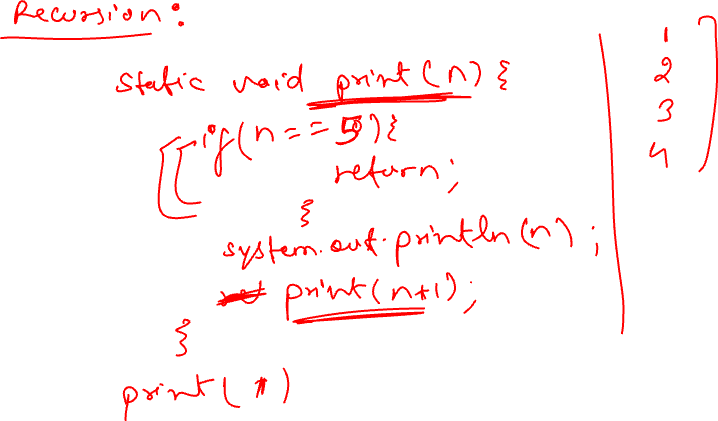 Recursion:
static void print(n){
if(n==5){
return;
}
system.out.println(n);
print(n+1);
}
print(1)
1
2
3
4